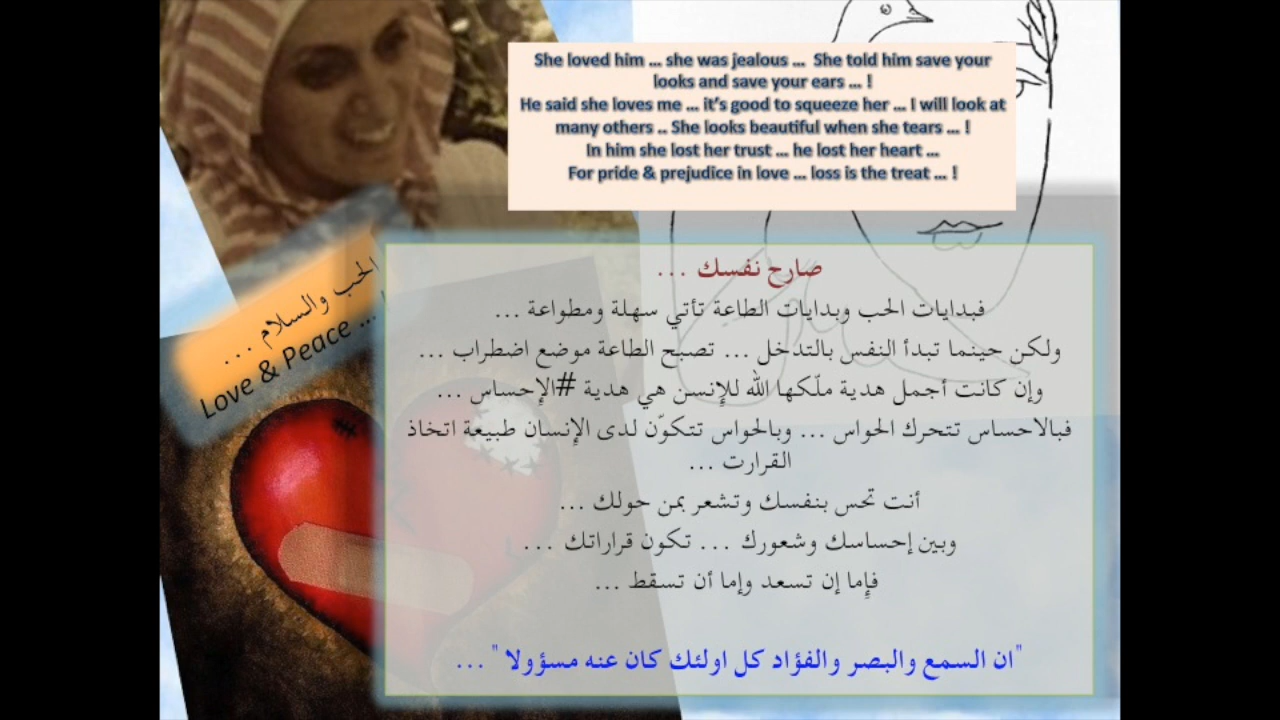 She loved him ... she was jealous ... She told him save your
looks and save your ears ... !
He said she loves me ... it's good to squeeze her ... I will look at
many others .. She looks beautiful when she tears ... !
In him she lost her trust ... he lost her heart ...
For pride & prejudice in love ... loss is the treat ... !
الحب والسلام ...
Love & Peace ...
صارح نفسك ...
فبدايات الحب وبدايات الطاعة تأتي سهلة ومطواعة ...
ولكن حينما تبدأ النفس بالتدخل ... تصبح الطاعة موضع اضطراب ...
وإن كانت أجمل هدية ملّكها الله للإنسن هي هدية #الإحساس ...
فبالاحساس تتحرك الحواس ... وبالحواس تتكوّن لدى الإنسان طبيعة اتخاذ
القرارت ...
أنت تحس بنفسك وتشعر بمن حولك ...
وبين إحساسك وشعورك ... تكون قراراتك ...
فإما إن تسعد وإما أن تسقط ...
"ان السمع والبصر والفؤاد كل اولئك كان عنه مسؤولا " ...